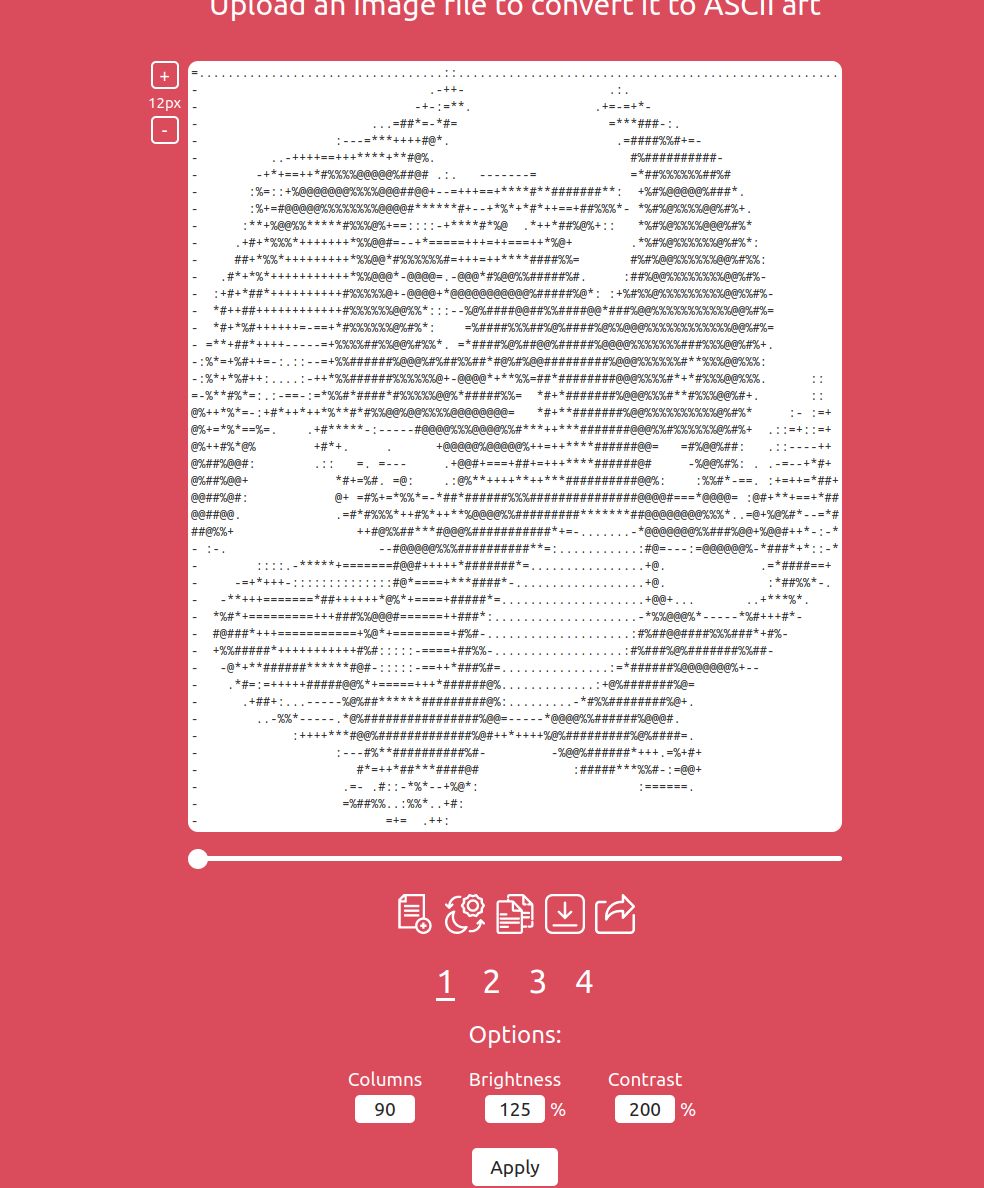 Upload an image file to convert it to ASCII art
+
12px
-
1 2 3 4
Options:
Columns Brightness Contrast
90 125 % 200 %
Apply